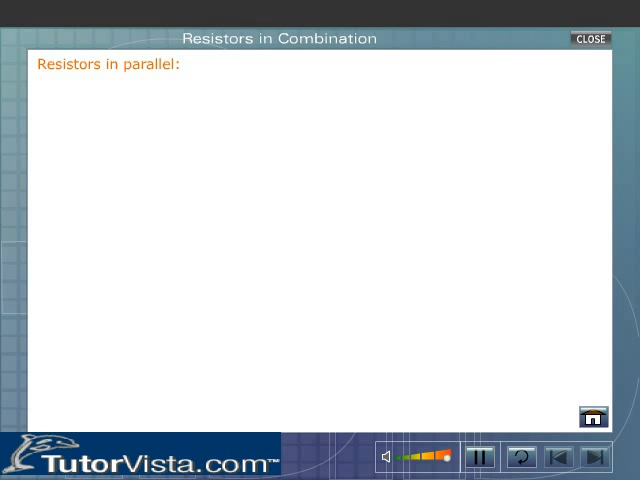 Resistors in Combination
CLOSE
Resistors in parallel:
TutorVista.com™